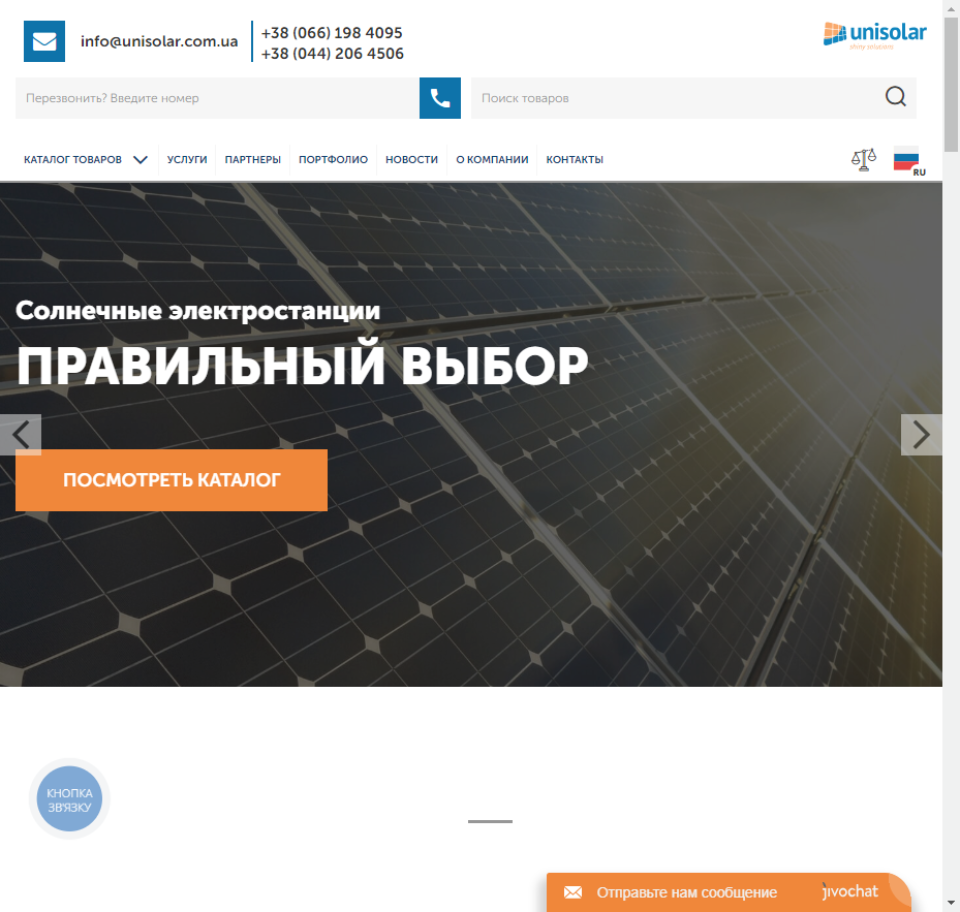 info@unisolar.com.ua
+38 (066) 198 4095
+38 (044) 206 4506
unisolar
shiny solutions
Перезвонить? Введите номер
Поиск товаров
КАТАЛОГ ТОВАРОВ
УСЛУГИ
ПАРТНЕРЫ
ПОРТФОЛИО
НОВОСТИ
О КОМПАНИИ
КОНТАКТЫ
RU
Солнечные электростанции
ПРАВИЛЬНЫЙ ВЫБОР
ПОСМОТРЕТЬ КАТАЛОГ
КНОПКА
ЗВ'ЯЗКУ
Отправьте нам сообщение
jivochat